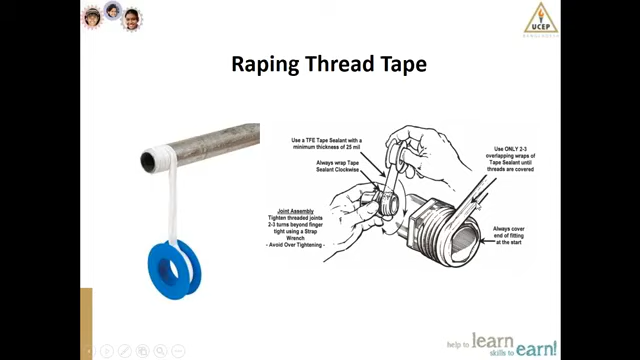 UCEP
BANGLADESH
Raping Thread Tape
Use a TFE Tape Sealant with a
minimum thickness of 25 mil
Always wrap Tape
Sealant Clockwise
Use ONLY 2-3
overlapping wraps of
Tape Sealant until
threads are covered
Joint Assembly
Tighten threaded joints
2-3 turns beyond finger
tight using a Strap
Wrench
- Avoid Over Tightening -
Always cover
end of fitting
at the start
help to learn
skills to earn!